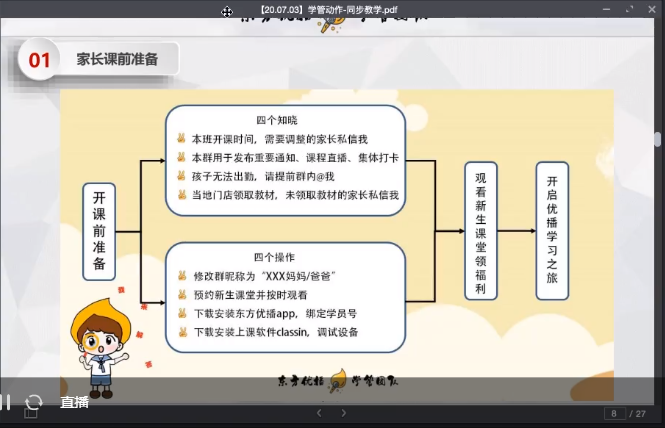 【20.07.03】学管动作-同步教学.pdf
01
家长课前准备
开课前准备
四个知晓
本班开课时间，需要调整的家长私信我
本群用于发布重要通知、课程直播、集体打卡
孩子无法出勤，请提前群内@我
当地门店领取教材，未领取教材的家长私信我
四个操作
修改群昵称为“XXX妈妈/爸爸”
预约新生课堂并按时观看
下载安装东方优播app，绑定学员号
下载安装上课软件classin，调试设备
观看新生课堂领福利
开启优播学习之旅
东方优播 学管团队
直播
8 / 27